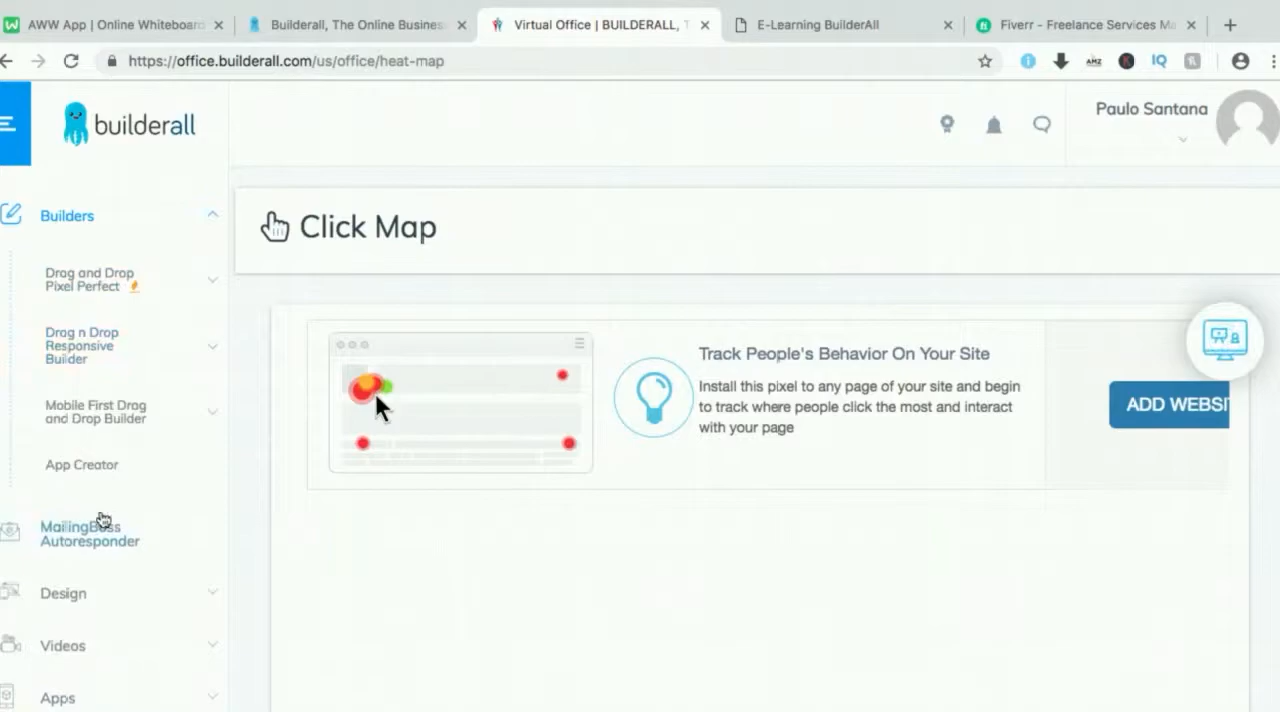 AWW App | Online Whiteboard
Builderall, The Online Busines
Virtual Office | BUILDERALL, T
E-Learning BuilderAll
Fiverr - Freelance Services Ma
https://office.builderall.com/us/office/heat-map
AMZ
K
IQ
builderall
Paulo Santana
Builders
Click Map
Drag and Drop
Pixel Perfect
Drag n Drop
Responsive
Builder
Track People's Behavior On Your Site
Install this pixel to any page of your site and begin
to track where people click the most and interact
with your page
ADD WEBSI
Mobile First Drag
and Drop Builder
App Creator
MailingBoss
Autoresponder
Design
Videos
Apps